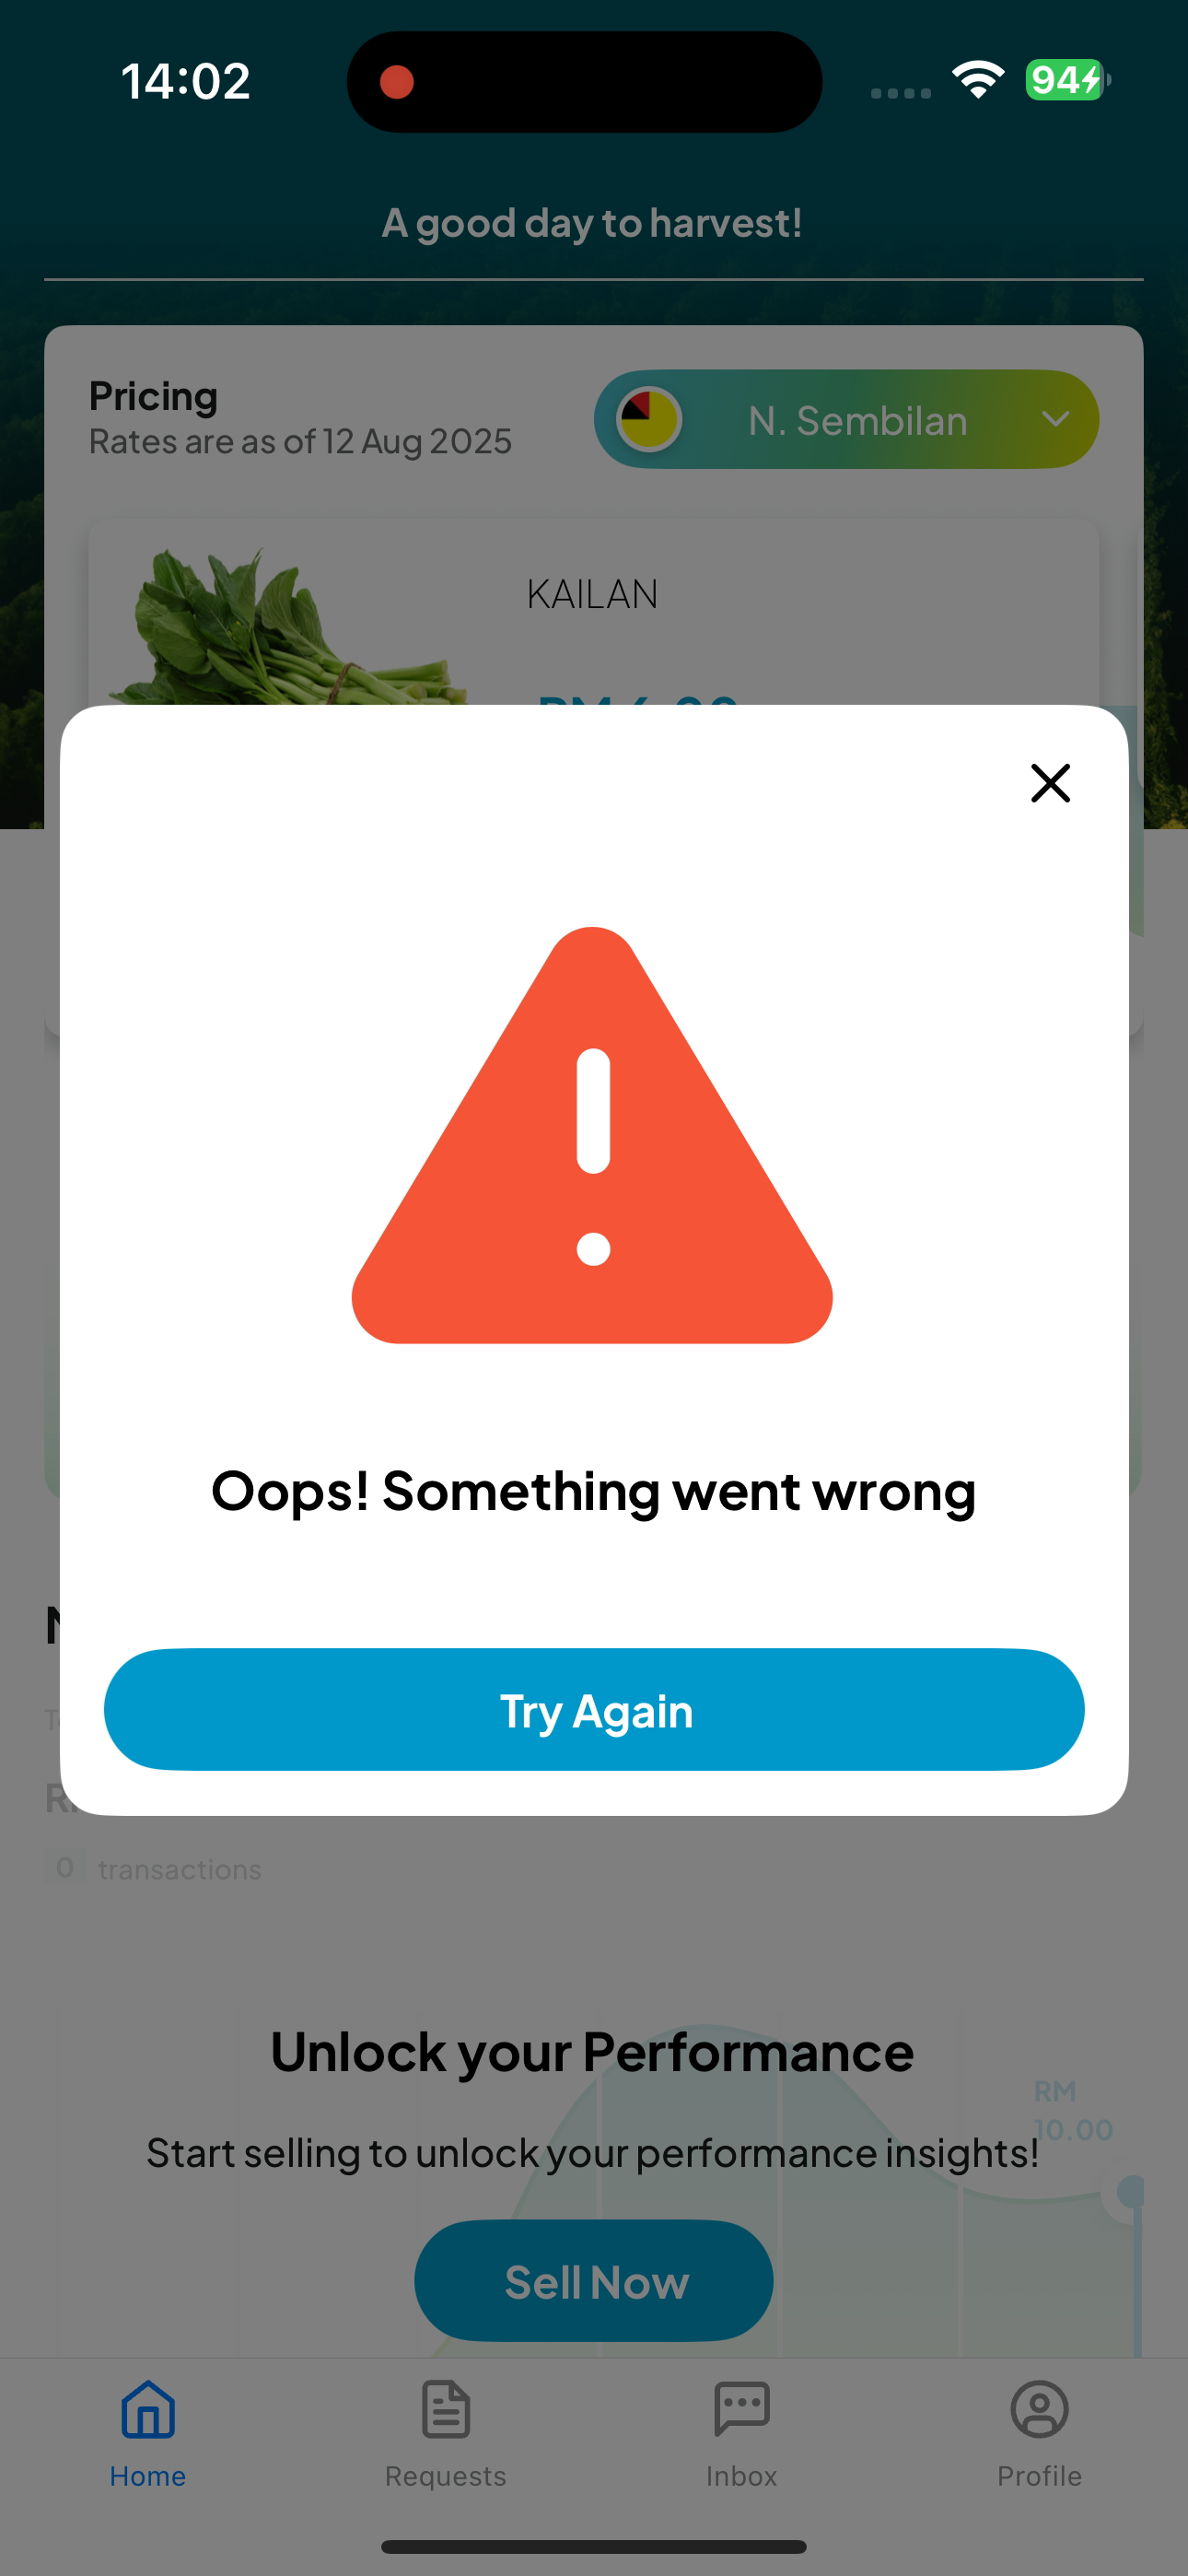 14:02
94
A good day to harvest!
Pricing
Rates are as of 12 Aug 2025
N. Sembilan
KAILAN
Oops! Something went wrong
Try Again
0 transactions
Unlock your Performance
RM
10.00
Start selling to unlock your performance insights!
Sell Now
Home
Requests
Inbox
Profile